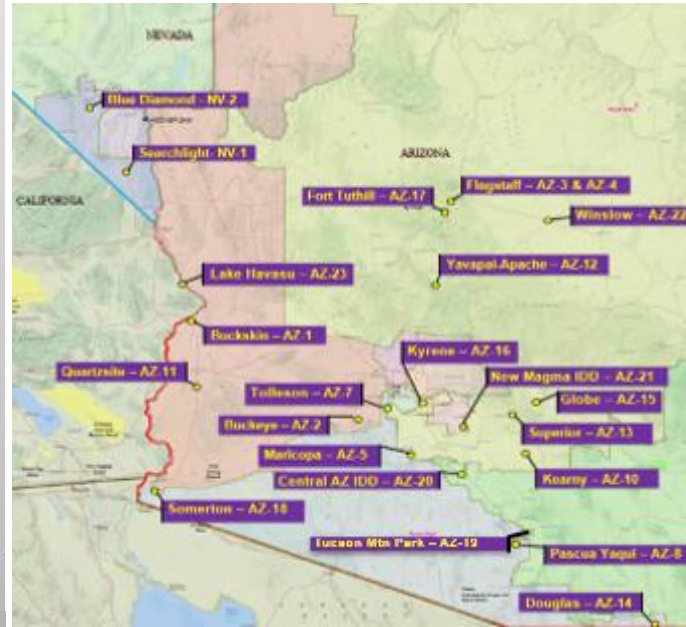 NEVADA
Blue Diamond - NV-2
Searchlight- NV-1
ARIZONA
CALIFORNIA
Flagstaff – AZ-3 & AZ-4
Fort Tuthill – AZ-17
Winslow – AZ-22
Yavapai-Apache – AZ-12
Lake Havasu – AZ-23
Buckskin – AZ-1
Kyrene – AZ-16
Quartzsite – AZ-11
New Magma IDD – AZ-21
Tolleson – AZ-7
Globe – AZ-15
Buckeye – AZ-2
Superior – AZ-13
Maricopa – AZ-5
Central AZ IDD – AZ-20
Kearny – AZ-10
Somerton – AZ-18
Tucson Mtn Park – AZ-19
Pascua Yaqui – AZ-8
Douglas – AZ-14